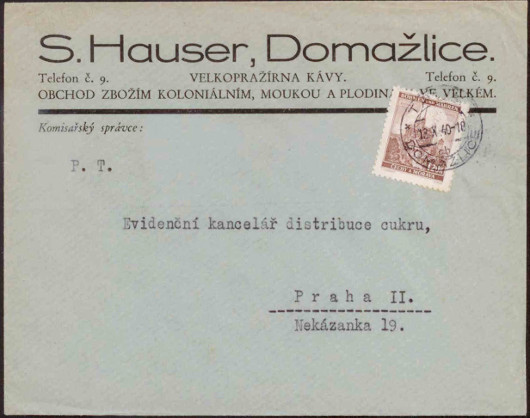 S. Hauser, Domažlice.
Telefon č. 9. VELKOPRAŽÍRNA KÁVY. Telefon č. 9.
OBCHOD ZBOŽÍM KOLONIÁLNÍM, MOUKOU A PLODINA VE VELKÉM.
Komisařský správce:
P. T.
Evidenční kancelář distribuce cukru,
Praha II.
Nekázanka 19.